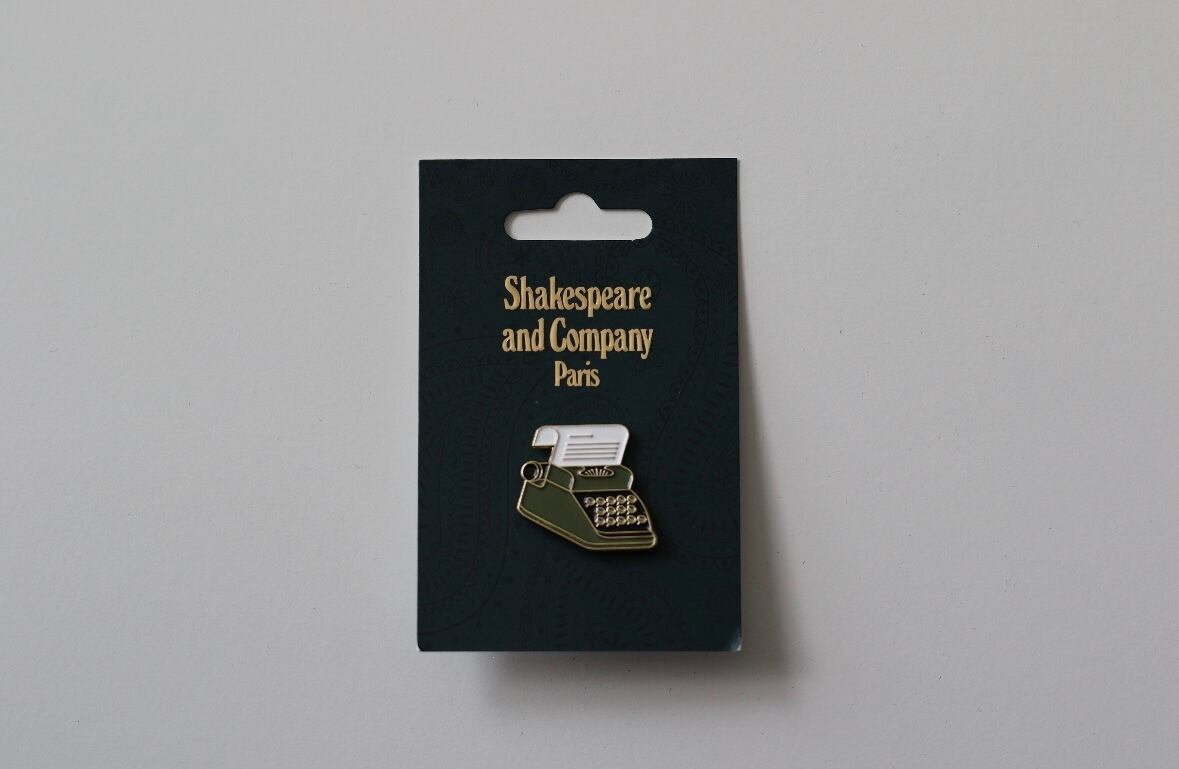 Shakespeare
and Company
Paris